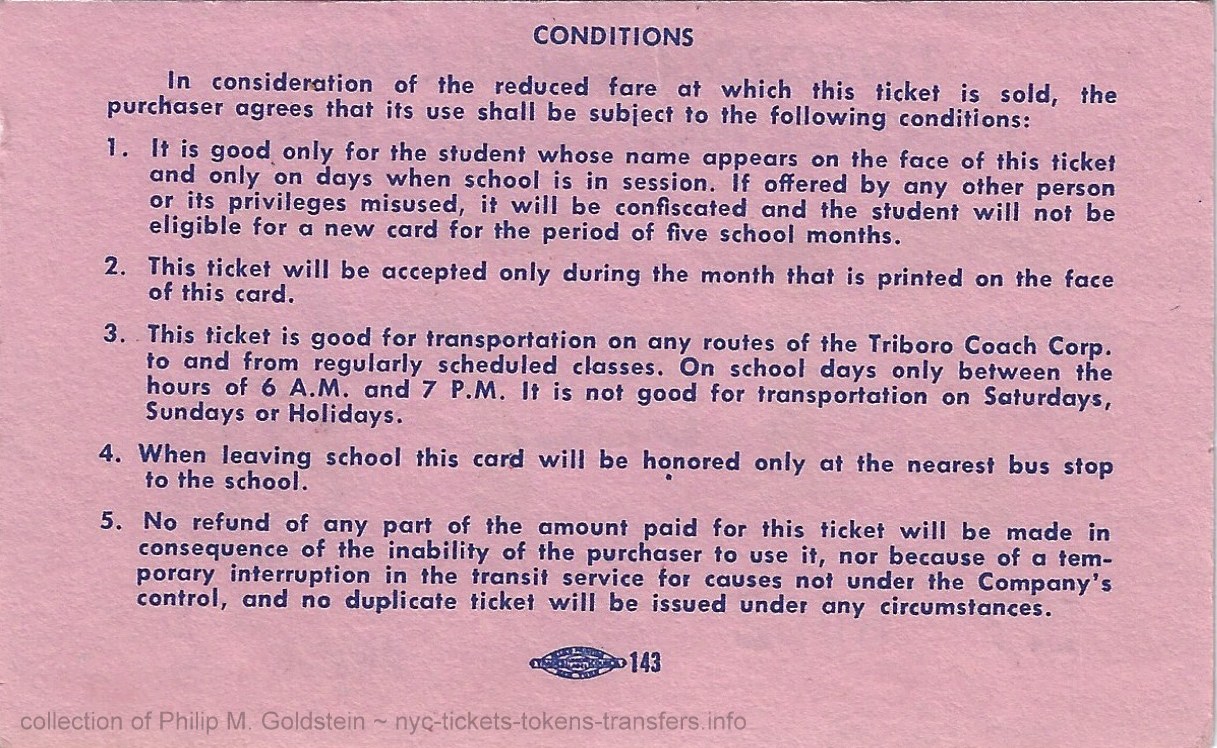 CONDITIONS
In consideration of the reduced fare at which this ticket is sold, the
purchaser agrees that its use shall be subject to the following conditions:
1. It is good only for the student whose name appears on the face of this ticket
and only on days when school is in session. If offered by any other person
or its privileges misused, it will be confiscated and the student will not be
eligible for a new card for the period of five school months.
2. This ticket will be accepted only during the month that is printed on the face
of this card.
3. This ticket is good for transportation on any routes of the Triboro Coach Corp.
to and from regularly scheduled classes. On school days only between the
hours of 6 A.M. and 7 P.M. It is not good for transportation on Saturdays,
Sundays or Holidays.
4. When leaving school this card will be honored only at the nearest bus stop
to the school.
5. No refund of any part of the amount paid for this ticket will be made in
consequence of the inability of the purchaser to use it, nor because of a tem-
porary interruption in the transit service for causes not under the Company's
control, and no duplicate ticket will be issued under any circumstances.
143
collection of Philip M. Goldstein ~ nyc-tickets-tokens-transfers.info